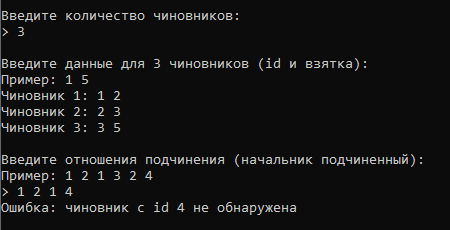 Введите количество чиновников:
> 3
Введите данные для 3 чиновников (id и взятка):
Пример: 1 5
Чиновник 1: 1 2
Чиновник 2: 2 3
Чиновник 3: 3 5
Введите отношения подчинения (начальник подчиненный):
Пример: 1 2 1 3 2 4
> 1 2 1 4
Ошибка: чиновник с id 4 не обнаружена